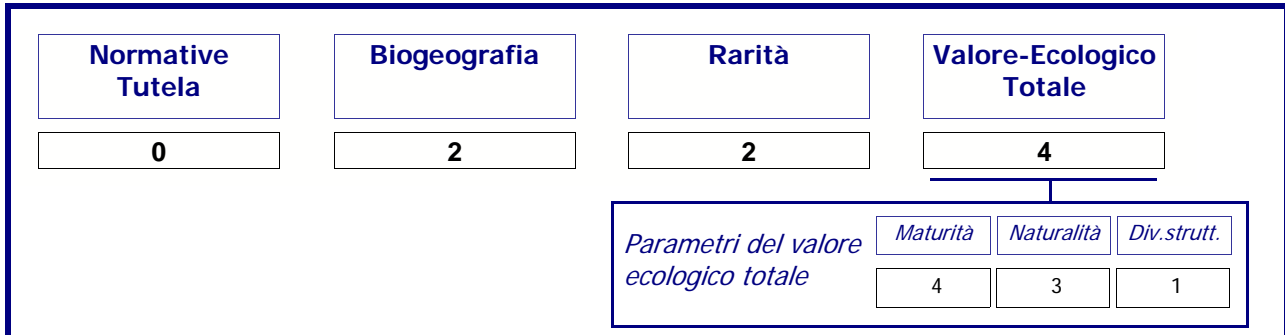 Normative
Tutela
Biogeografia
Rarità
Valore-Ecologico
Totale
0
2
2
4
Parametri del valore
ecologico totale
Maturità
Naturalità
Div.strutt.
4
3
1